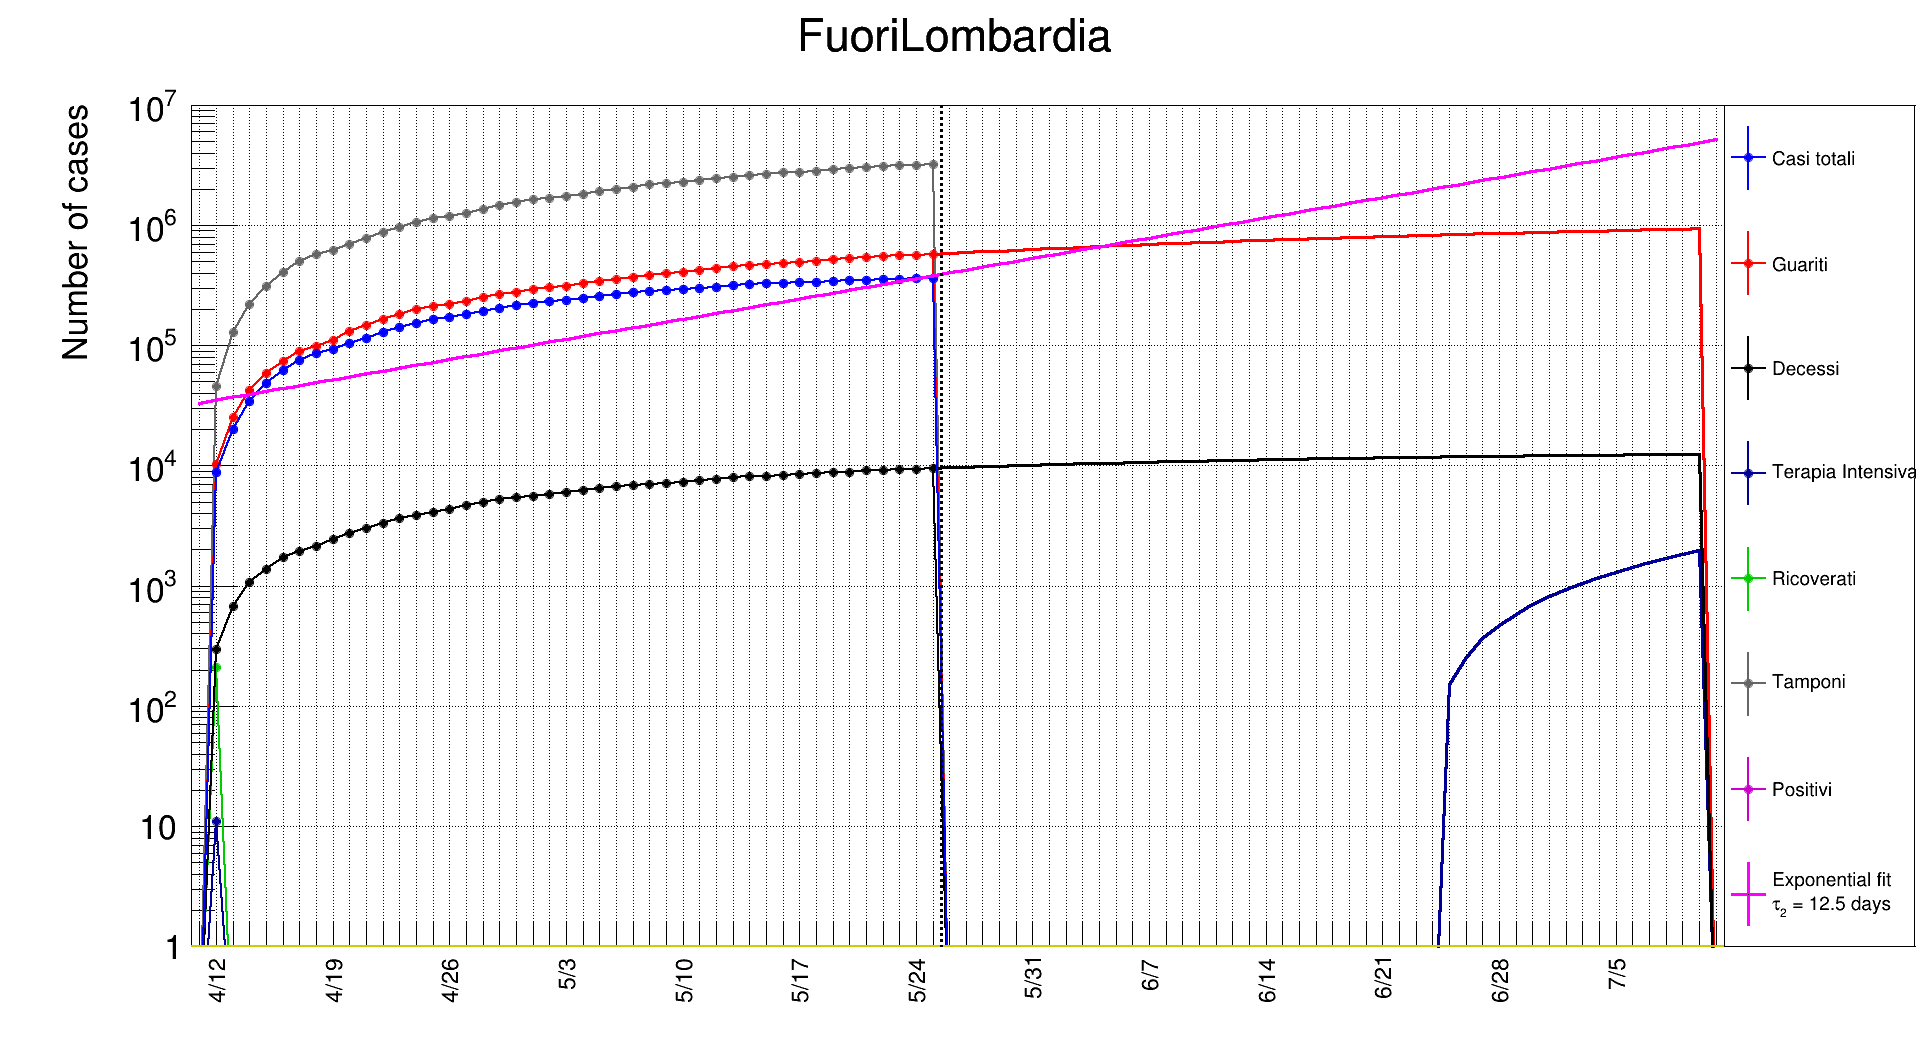 FuoriLombardia
Number of cases
10^7
10^6
10^5
10^4
10^3
10^2
10
1
4/12
4/19
4/26
5/3
5/10
5/17
5/24
5/31
6/7
6/14
6/21
6/28
7/5
Casi totali
Guariti
Decessi
Terapia Intensiva
Ricoverati
Tamponi
Positivi
Exponential fit
τ_2 = 12.5 days